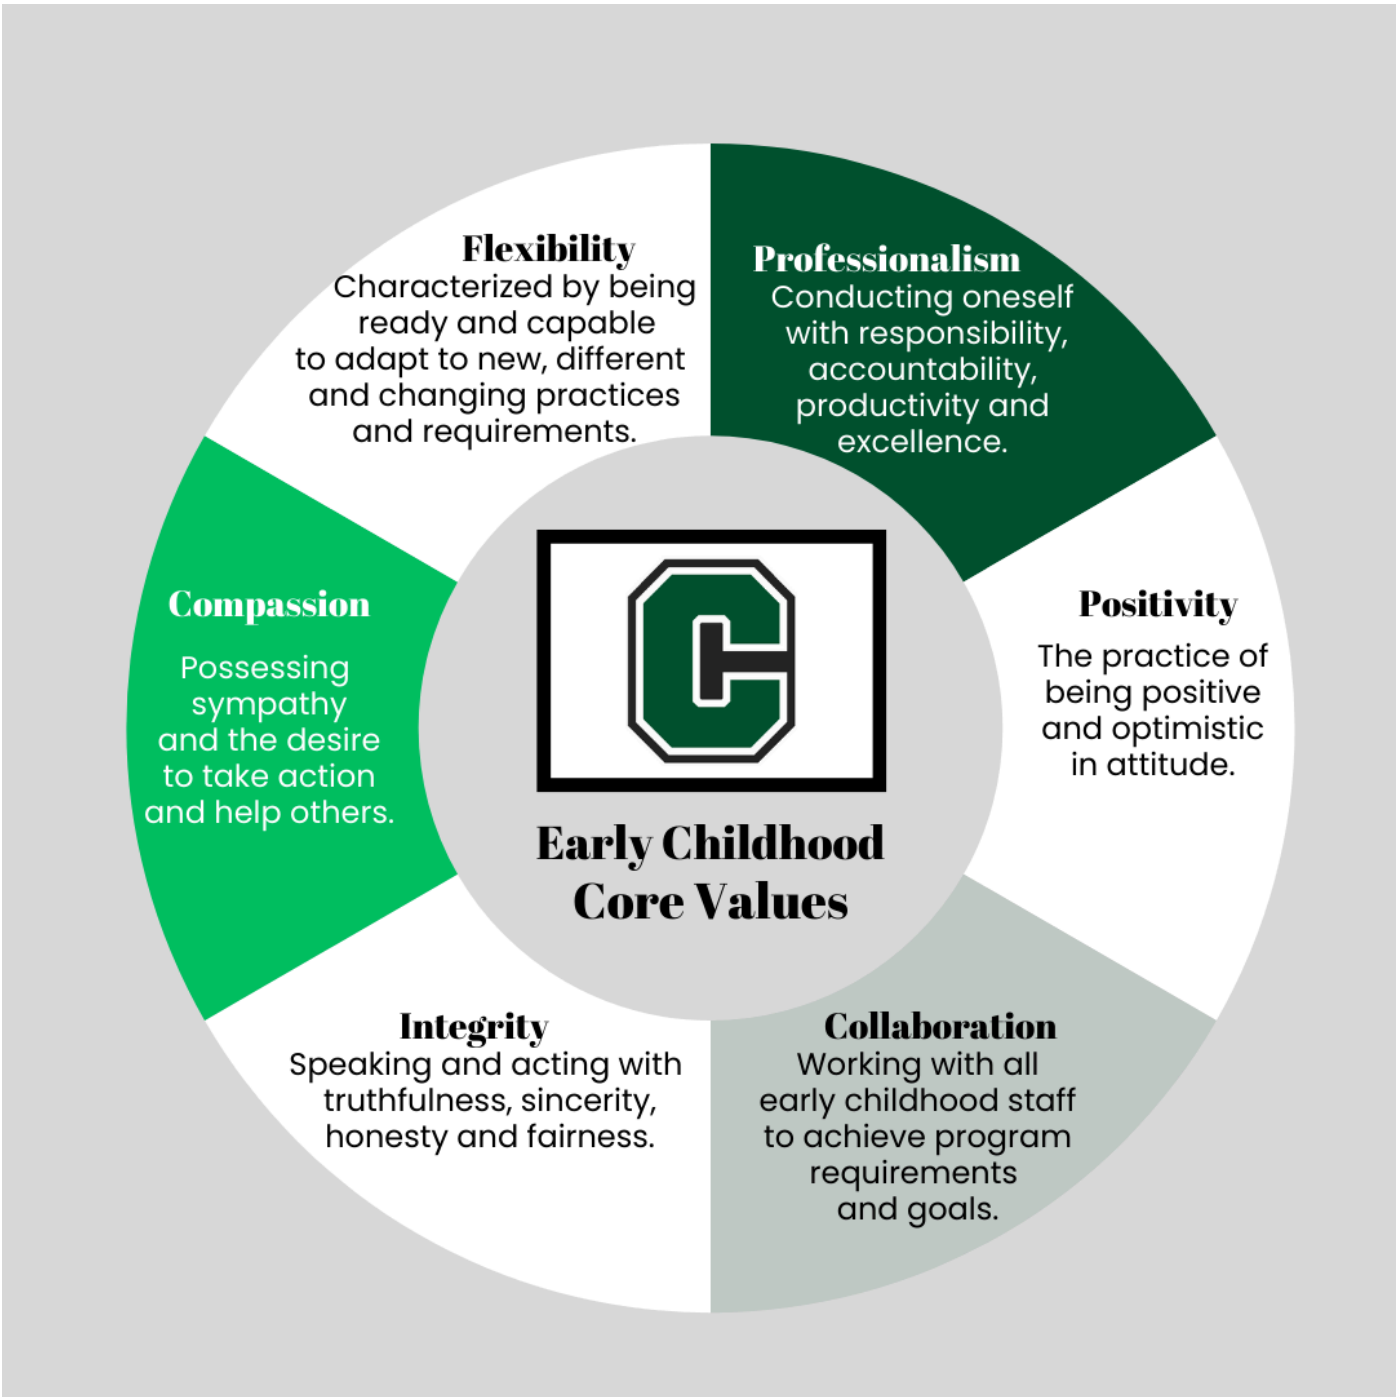 Flexibility
Characterized by being
ready and capable
to adapt to new, different
and changing practices
and requirements.
Professionalism
Conducting oneself
with responsibility,
accountability,
productivity and
excellence.
Positivity
The practice of
being positive
and optimistic
in attitude.
Collaboration
Working with all
early childhood staff
to achieve program
requirements
and goals.
Integrity
Speaking and acting with
truthfulness, sincerity,
honesty and fairness.
Compassion
Possessing
sympathy
and the desire
to take action
and help others.
C
Early Childhood
Core Values